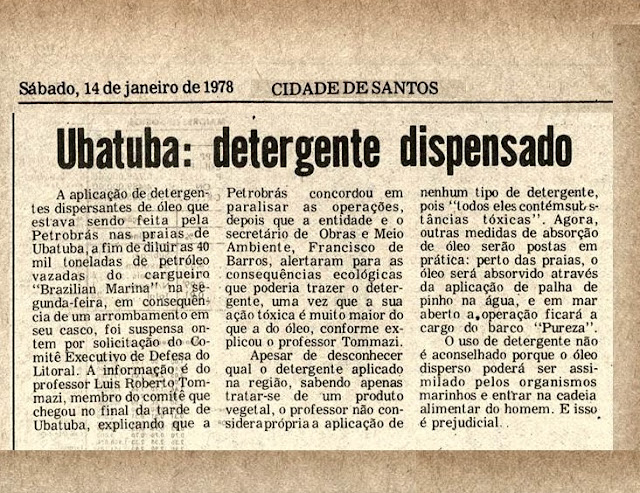 Sábado, 14 de janeiro de 1978 CIDADE DE SANTOS
Ubatuba: detergente dispensado
A aplicação de detergen-
tes dispersantes de óleo que
estava sendo feita pela
Petrobrás nas praias de
Ubatuba, a fim de diluir as 40
mil toneladas de petróleo
vazadas do cargueiro
"Brazilian Marina" na se-
gunda-feira, em consequên-
cia de um arrombamento em
seu casco, foi suspensa on-
tem por solicitação do Co-
mitê Executivo de Defesa do
Litoral. A informação é do
professor Luis Roberto Tom-
mazi, membro do comitê que
chegou no final da tarde de
Ubatuba, explicando que a
Petrobrás concordou em
paralisar as operações,
depois que a entidade e o
secretário de Obras e Meio
Ambiente, Francisco de
Barros, alertaram para as
consequências ecológicas
que poderia trazer o deter-
gente, uma vez que a sua
ação tóxica é muito maior do
que a do óleo, conforme ex-
plicou o professor Tommazi.
Apesar de desconhecer
qual o detergente aplicado
na região, sabendo apenas
tratar-se de um produto
vegetal, o professor não con-
sidera própria a aplicação de
nenhum tipo de detergente,
pois "todos eles contém subs-
tâncias tóxicas". Agora,
outras medidas de absorção
de óleo serão postas em
prática: perto das praias, o
óleo será absorvido através
da aplicação de palha de
pinho na água, e em mar
aberto a operação ficará a
cargo do barco "Pureza".
O uso de detergente não
é aconselhado porque o óleo
disperso poderá ser assi-
milado pelos organismos
marinhos e entrar na cadeia
alimentar do homem. E isso
é prejudicial.